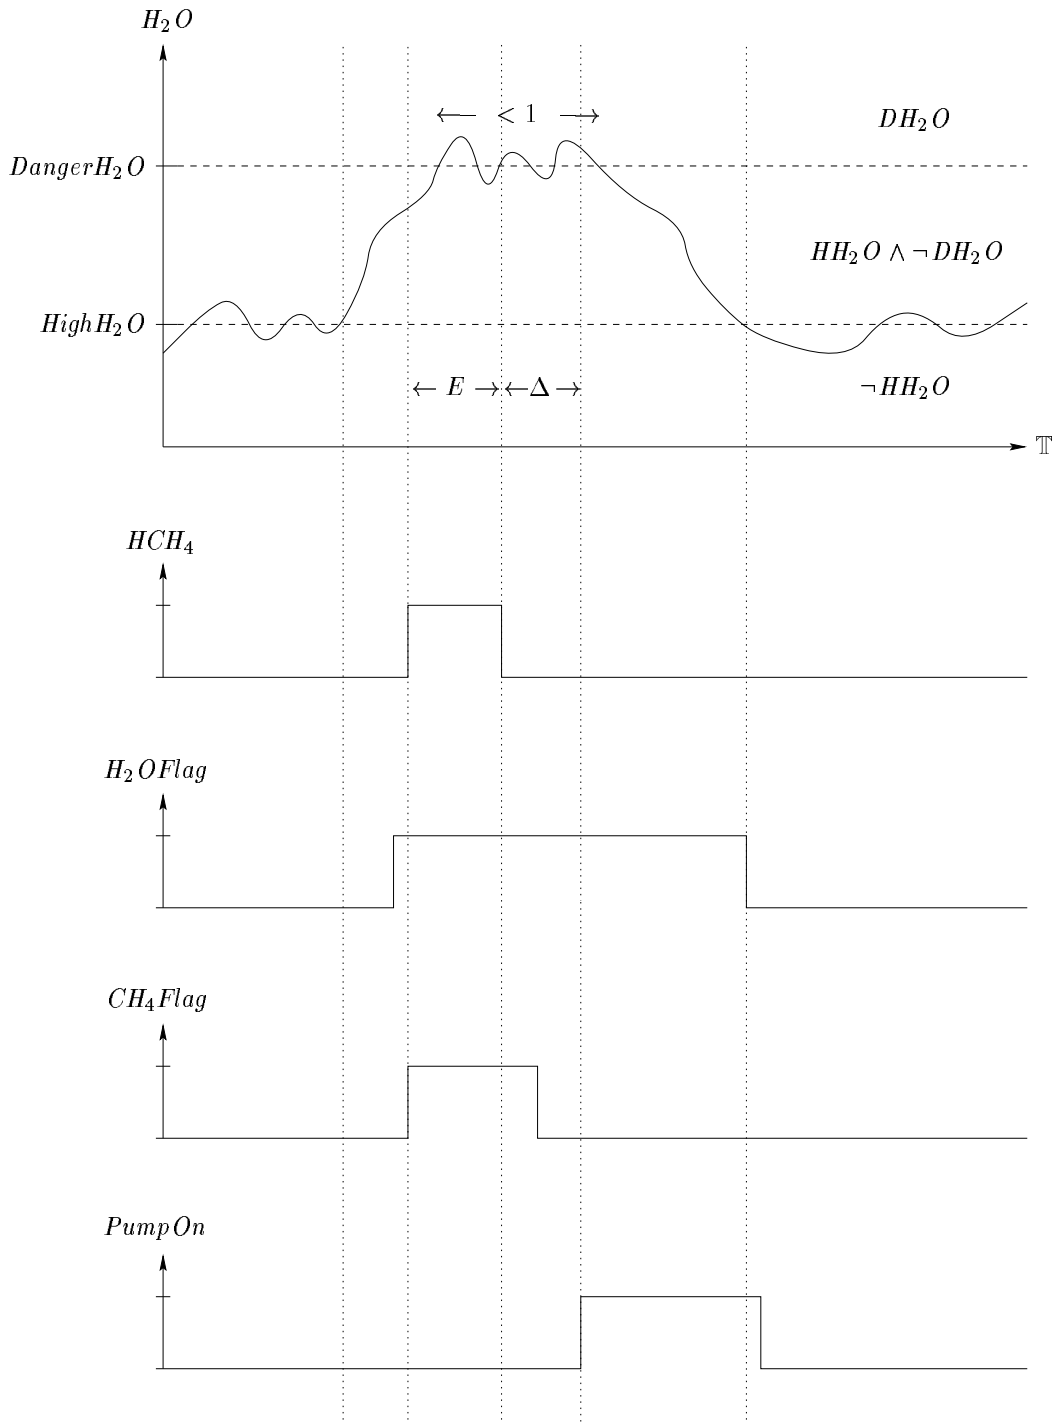 H₂O
< 1
DH₂O
DangerH₂O
HH₂O ∧ ¬DH₂O
HighH₂O
E
Δ
¬HH₂O
𝕋
HCH₄
H₂OFlag
CH₄Flag
PumpOn